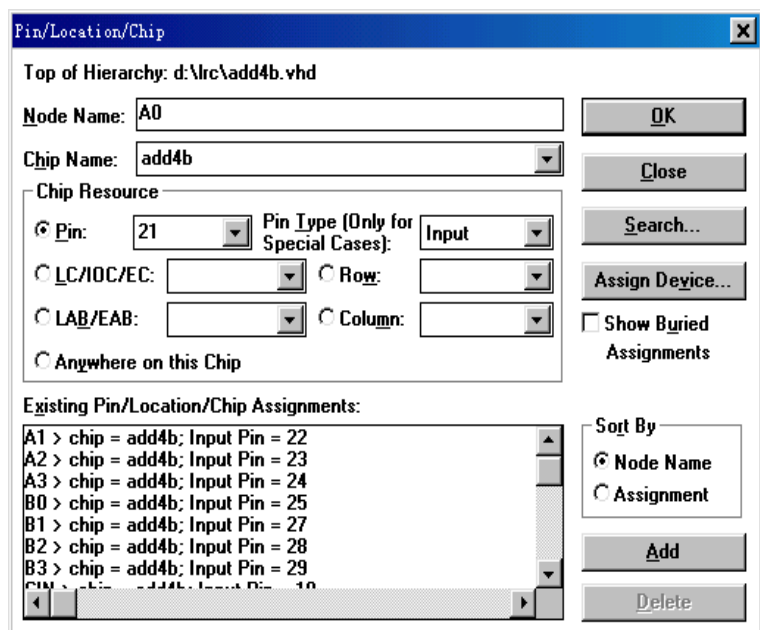 Pin/Location/Chip
Top of Hierarchy: d:\lrc\add4b.vhd
Node Name: A0
OK
Chip Name: add4b
Close
Chip Resource
Pin: 21 Pin Type (Only for Special Cases): Input
Search...
LC/IOC/EC: Row:
Assign Device...
LAB/EAB: Column:
Show Buried Assignments
Anywhere on this Chip
Existing Pin/Location/Chip Assignments:
A1 > chip = add4b; Input Pin = 22
A2 > chip = add4b; Input Pin = 23
A3 > chip = add4b; Input Pin = 24
B0 > chip = add4b; Input Pin = 25
B1 > chip = add4b; Input Pin = 27
B2 > chip = add4b; Input Pin = 28
B3 > chip = add4b; Input Pin = 29
CIN > chip = add4b; Input Pin =
Sort By
Node Name
Assignment
Add
Delete